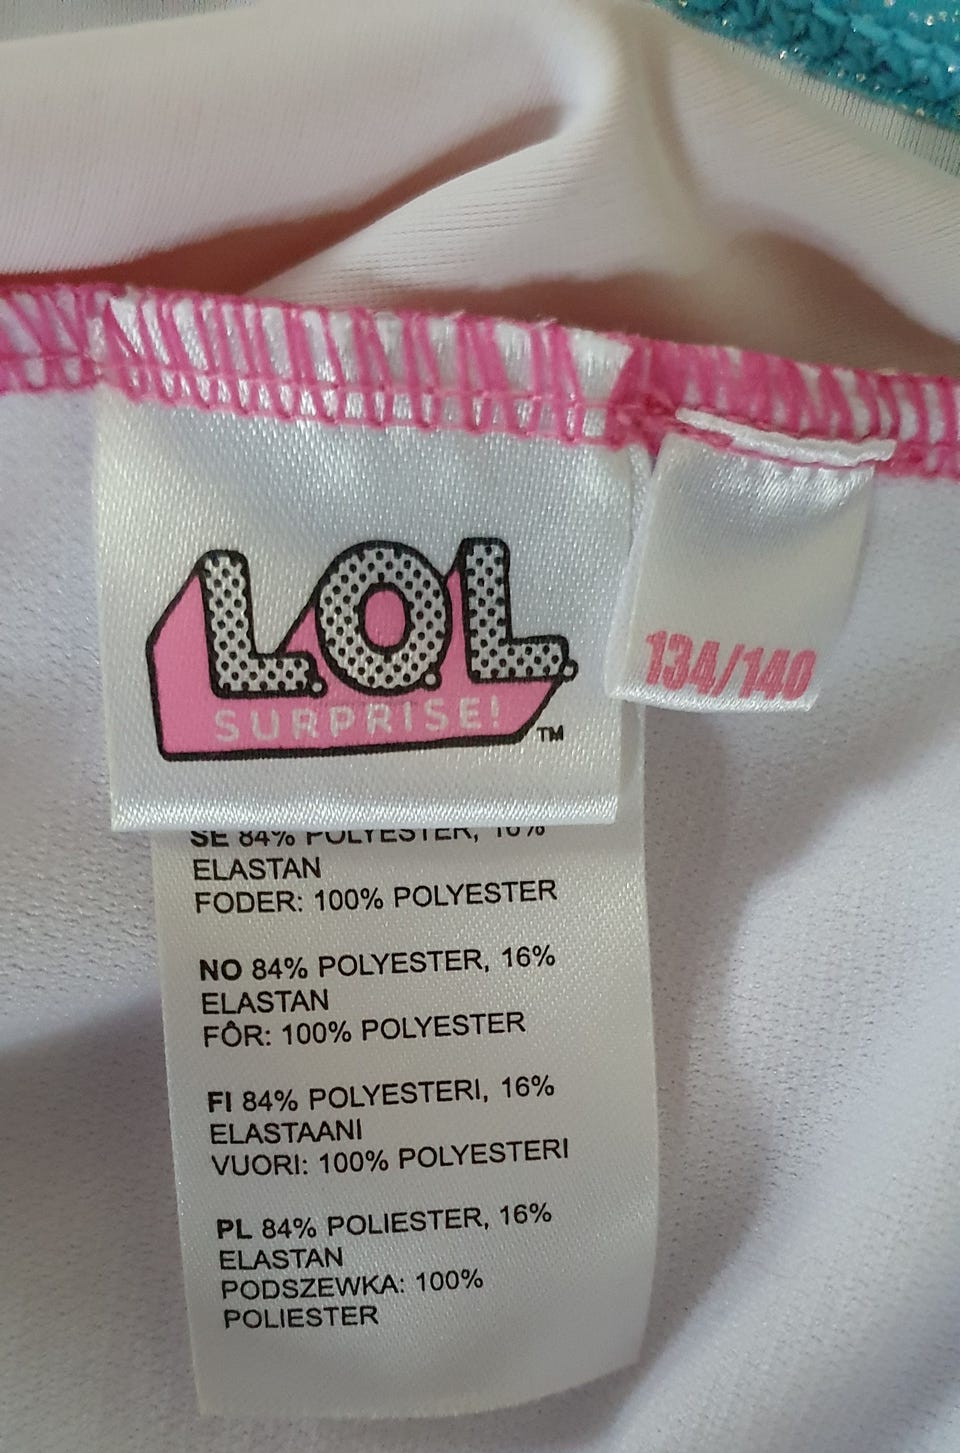 L.O.L.
SURPRISE!
TM
134/140
SE 84% POLYESTER, 16%
ELASTAN
FODER: 100% POLYESTER
NO 84% POLYESTER, 16%
ELASTAN
FÔR: 100% POLYESTER
FI 84% POLYESTERI, 16%
ELASTAANI
VUORI: 100% POLYESTERI
PL 84% POLIESTER, 16%
ELASTAN
PODSZEWKA: 100%
POLIESTER